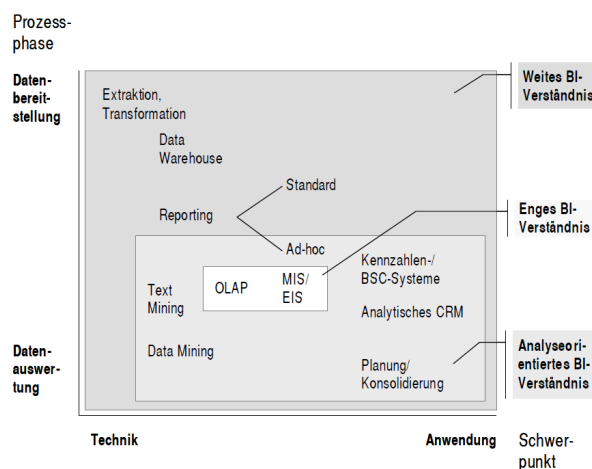 Prozess-
phase
Daten-
bereit-
stellung
Extraktion,
Transformation
Data
Warehouse
Reporting
Standard
Ad-hoc
Text
Mining
OLAP
MIS/
EIS
Kennzahlen-/
BSC-Systeme
Analytisches CRM
Daten-
auswer-
tung
Data Mining
Planung/
Konsolidierung
Weites BI-
Verständnis
Enges BI-
Verständnis
Analyseori-
entiertes BI-
Verständnis
Technik
Anwendung
Schwer-
punkt